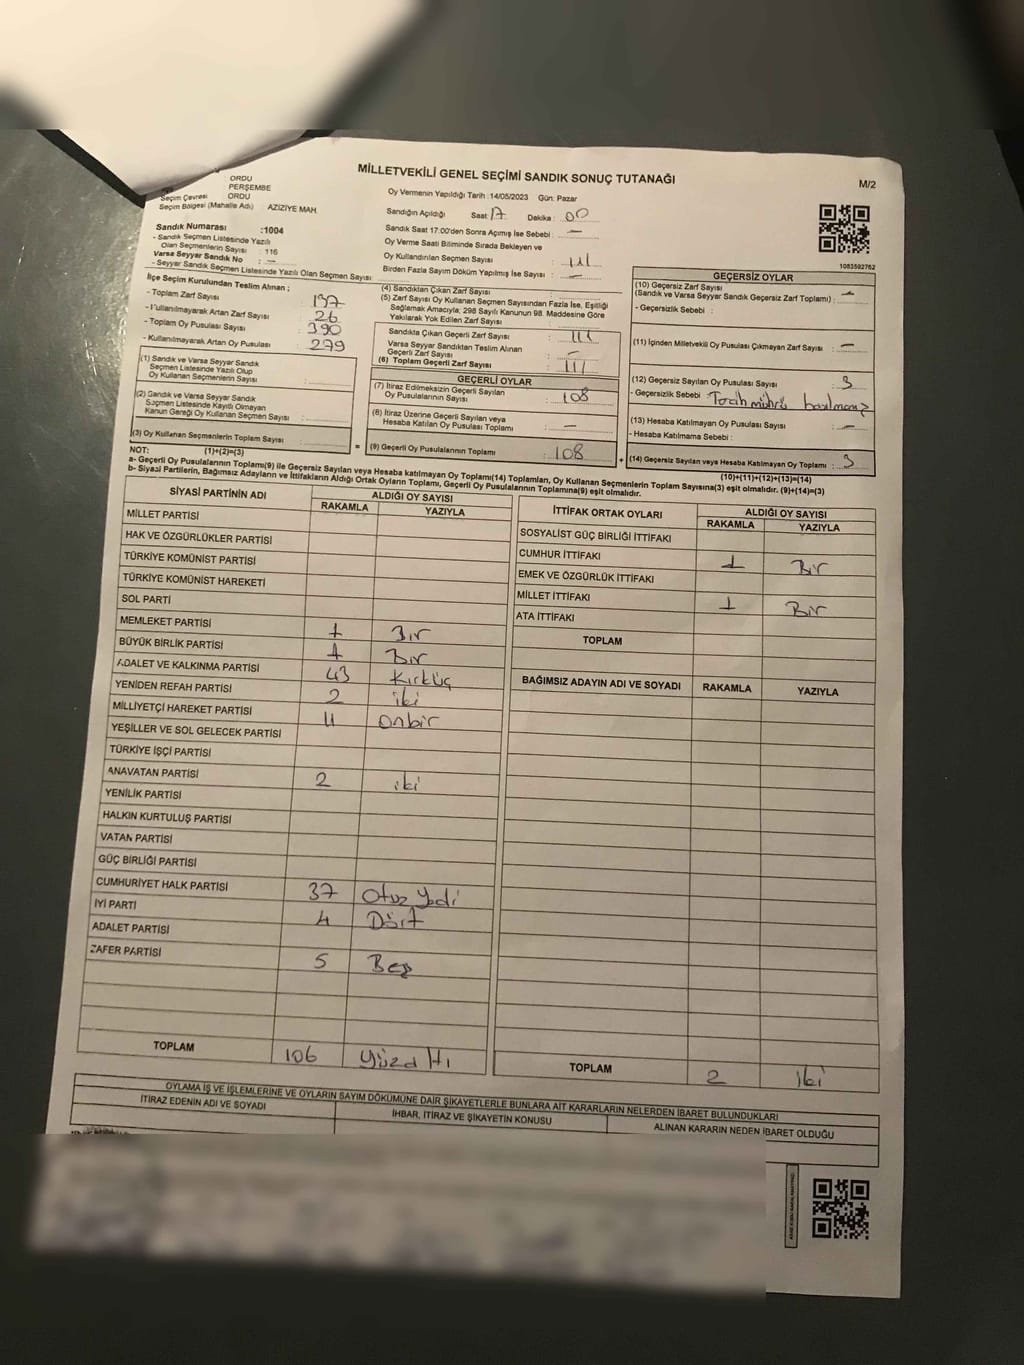 MİLLETVEKİLİ GENEL SEÇİMİ SANDIK SONUÇ TUTANAĞI
M/2
ORDU
PERŞEMBE
Seçim Çevresi : ORDU
Seçim Bölgesi (Mahalle Adı) : AZİZİYE MAH.
Sandık Numarası :1004
- Sandık Seçmen Listesinde Yazılı
Olan Seçmenlerin Sayısı : 116
Varsa Seyyar Sandık No : -
- Seyyar Sandık Seçmen Listesinde Yazılı Olan Seçmen Sayısı :
Oy Vermenin Yapıldığı Tarih :14/05/2023 Gün: Pazar
Sandığın Açıldığı Saat: 17 Dakika : 00
Sandık Saat 17:00'den Sonra Açımış İse Sebebi : -
Oy Verme Saati Bitiminde Sırada Bekleyen ve
Oy Kullandırılan Seçmen Sayısı : 111
Birden Fazla Sayım Döküm Yapılmış İse Sayısı : -
1083592762
İlçe Seçim Kurulundan Teslim Alınan ;
- Toplam Zarf Sayısı : 137
- Kullanılmayarak Artan Zarf Sayısı : 26
- Toplam Oy Pusulası Sayısı : 390
- Kullanılmayarak Artan Oy Pusulası : 279
(1) Sandık ve Varsa Seyyar Sandık
Seçmen Listesinde Yazılı Olup
Oy Kullanan Seçmenlerin Sayısı :
(2) Sandık ve Varsa Seyyar Sandık
Seçmen Listesinde Kayıtlı Olmayan
Kanun Gereği Oy Kullanan Seçmen Sayısı :
(3) Oy Kullanan Seçmenlerin Toplam Sayısı :
(4) Sandıktan Çıkan Zarf Sayısı :
(5) Zarf Sayısı Oy Kullanan Seçmen Sayısından Fazla İse, Eşitliği
Sağlamak Amacıyla; 298 Sayılı Kanunun 98. Maddesine Göre
Yakılarak Yok Edilen Zarf Sayısı :
Sandıkta Çıkan Geçerli Zarf Sayısı : 111
Varsa Seyyar Sandıktan Teslim Alınan
Geçerli Zarf Sayısı : -
(6) Toplam Geçerli Zarf Sayısı : 111
GEÇERLİ OYLAR
(7) İtiraz Edilmeksizin Geçerli Sayılan
Oy Pusulalarının Sayısı : 108
(8) İtiraz Üzerine Geçerli Sayılan veya
Hesaba Katılan Oy Pusulası Toplamı : -
= (9) Geçerli Oy Pusulalarının Toplamı : 108
GEÇERSİZ OYLAR
(10) Geçersiz Zarf Sayısı
(Sandık ve Varsa Seyyar Sandık Geçersiz Zarf Toplamı) : -
- Geçersizlik Sebebi :
(11) İçinden Milletvekili Oy Pusulası Çıkmayan Zarf Sayısı : -
(12) Geçersiz Sayılan Oy Pusulası Sayısı : 3
- Geçersizlik Sebebi : Tercih mührü
(13) Hesaba Katılmayan Oy Pusulası Sayısı : -
- Hesaba Katılmama Sebebi :
+ (14) Geçersiz Sayılan veya Hesaba Katılmayan Oy Toplamı : 3
NOT: (1)+(2)=(3) (10)+(11)+(12)+(13)=(14)
a- Geçerli Oy Pusulalarının Toplamı(9) ile Geçersiz Sayılan veya Hesaba katılmayan Oy Toplamı(14) Toplamları, Oy Kullanan Seçmenlerin Toplam Sayısına(3) eşit olmalıdır. (9)+(14)=(3)
b- Siyasi Partilerin, Bağımsız Adayların ve İttifakların Aldığı Ortak Oyların Toplamı, Geçerli Oy Pusulalarının Toplamına(9) eşit olmalıdır.
SİYASİ PARTİNİN ADI ALDIĞI OY SAYISI
RAKAMLA YAZIYLA
MİLLET PARTİSİ
HAK VE ÖZGÜRLÜKLER PARTİSİ
TÜRKİYE KOMÜNİST PARTİSİ
TÜRKİYE KOMÜNİST HAREKETİ
SOL PARTİ
MEMLEKET PARTİSİ 1 Bir
BÜYÜK BİRLİK PARTİSİ 1 Bir
ADALET VE KALKINMA PARTİSİ 43 Kırküç
YENİDEN REFAH PARTİSİ 2 iki
MİLLİYETÇİ HAREKET PARTİSİ 11 onbir
YEŞİLLER VE SOL GELECEK PARTİSİ
TÜRKİYE İŞÇİ PARTİSİ
ANAVATAN PARTİSİ 2 iki
YENİLİK PARTİSİ
HALKIN KURTULUŞ PARTİSİ
VATAN PARTİSİ
GÜÇ BİRLİĞİ PARTİSİ
CUMHURİYET HALK PARTİSİ 37 Otuz Yedi
İYİ PARTİ 4 Dört
ADALET PARTİSİ
ZAFER PARTİSİ 5 Beş
TOPLAM 106 Yüzaltı
İTTİFAK ORTAK OYLARI ALDIĞI OY SAYISI
RAKAMLA YAZIYLA
SOSYALİST GÜÇ BİRLİĞİ İTTİFAKI
CUMHUR İTTİFAKI 1 Bir
EMEK VE ÖZGÜRLÜK İTTİFAKI
MİLLET İTTİFAKI 1 Bir
ATA İTTİFAKI
TOPLAM
BAĞIMSIZ ADAYIN ADI VE SOYADI RAKAMLA YAZIYLA
TOPLAM 2 iki
OYLAMA İŞ VE İŞLEMLERİNE VE OYLARIN SAYIM DÖKÜMÜNE DAİR ŞİKAYETLERLE BUNLARA AİT KARARLARIN NELERDEN İBARET BULUNDUKLARI
İTİRAZ EDENİN ADI VE SOYADI İHBAR, İTİRAZ VE ŞİKAYETİN KONUSU ALINAN KARARIN NEDEN İBARET OLDUĞU